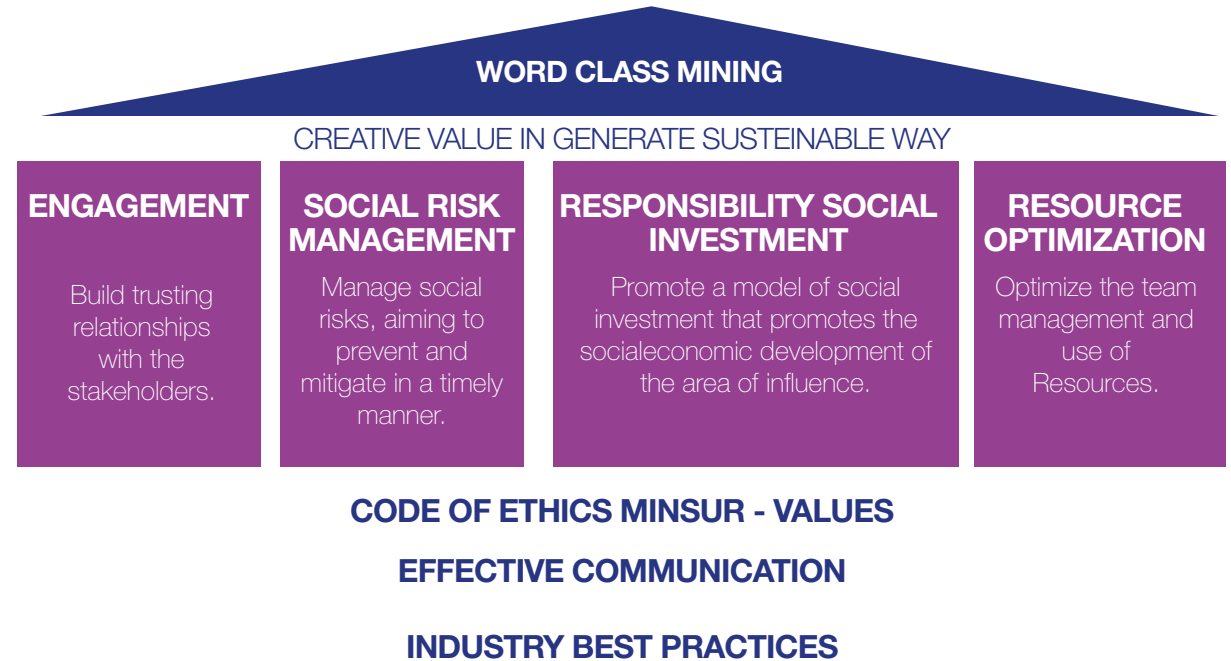 WORD CLASS MINING
CREATIVE VALUE IN GENERATE SUSTEINABLE WAY
ENGAGEMENT
Build trusting
relationships
with the
stakeholders.
SOCIAL RISK
MANAGEMENT
Manage social
risks, aiming to
prevent and
mitigate in a timely
manner.
RESPONSIBILITY SOCIAL
INVESTMENT
Promote a model of social
investment that promotes the
socialeconomic development of
the area of influence.
RESOURCE
OPTIMIZATION
Optimize the team
management and
use of
Resources.
CODE OF ETHICS MINSUR - VALUES
EFFECTIVE COMMUNICATION
INDUSTRY BEST PRACTICES